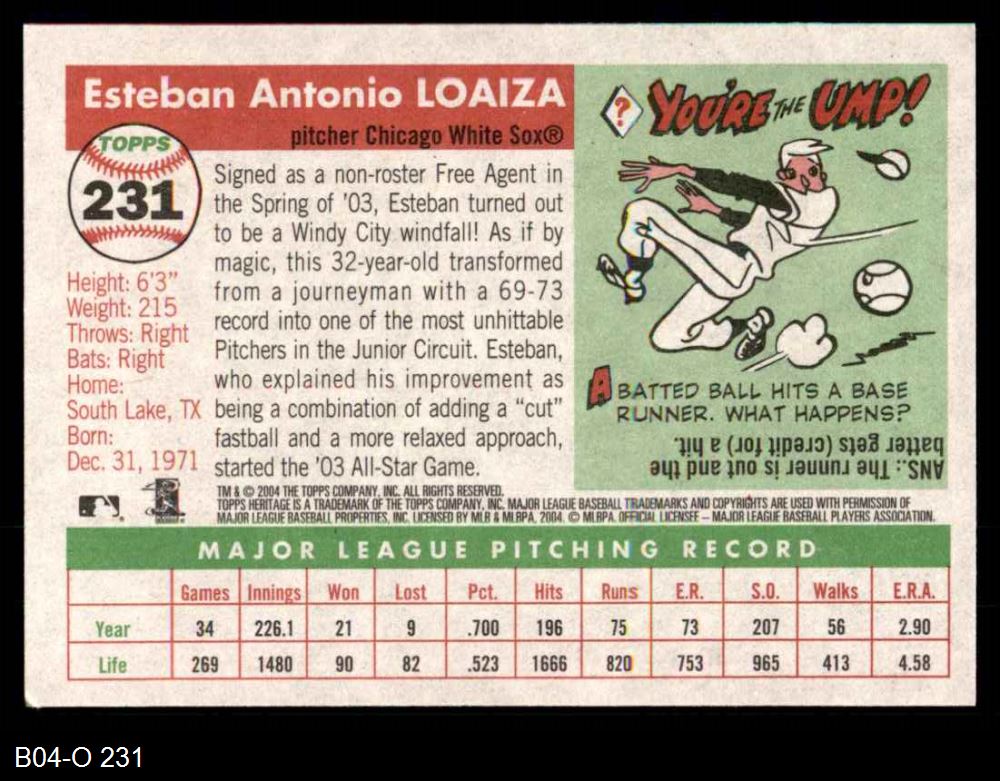 Esteban Antonio LOAIZA
pitcher Chicago White Sox®
TOPPS
231
Height: 6'3"
Weight: 215
Throws: Right
Bats: Right
Home:
South Lake, TX
Born:
Dec. 31, 1971
Signed as a non-roster Free Agent in
the Spring of '03, Esteban turned out
to be a Windy City windfall! As if by
magic, this 32-year-old transformed
from a journeyman with a 69-73
record into one of the most unhittable
Pitchers in the Junior Circuit. Esteban,
who explained his improvement as
being a combination of adding a "cut"
fastball and a more relaxed approach,
started the '03 All-Star Game.
? YOU'RE THE UMP!
A BATTED BALL HITS A BASE
RUNNER. WHAT HAPPENS?
ANS.: The runner is out and the
batter gets (credit for) a hit.
TM & © 2004 THE TOPPS COMPANY, INC. ALL RIGHTS RESERVED.
TOPPS HERITAGE IS A TRADEMARK OF THE TOPPS COMPANY, INC. MAJOR LEAGUE BASEBALL TRADEMARKS AND COPYRIGHTS ARE USED WITH PERMISSION OF
MAJOR LEAGUE BASEBALL PROPERTIES, INC. LICENSED BY MLB & MLBPA, 2004. © MLBPA. OFFICIAL LICENSEE – MAJOR LEAGUE BASEBALL PLAYERS ASSOCIATION.
MAJOR LEAGUE PITCHING RECORD
Games Innings Won Lost Pct. Hits Runs E.R. S.O. Walks E.R.A.
Year 34 226.1 21 9 .700 196 75 73 207 56 2.90
Life 269 1480 90 82 .523 1666 820 753 965 413 4.58
B04-O 231